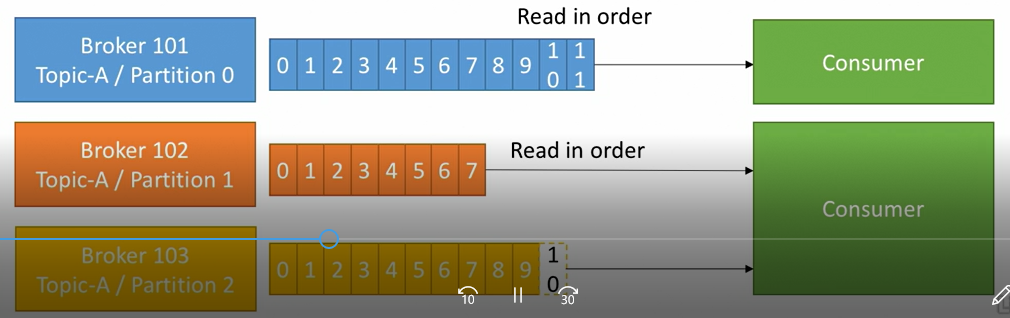 Read in order
Broker 101
Topic-A / Partition 0
0 1 2 3 4 5 6 7 8 9 10 11
Consumer
Broker 102
Topic-A / Partition 1
0 1 2 3 4 5 6 7
Read in order
Consumer
Broker 103
Topic-A / Partition 2
0 1 2 3 4 5 6 7 8 9 10
10
30